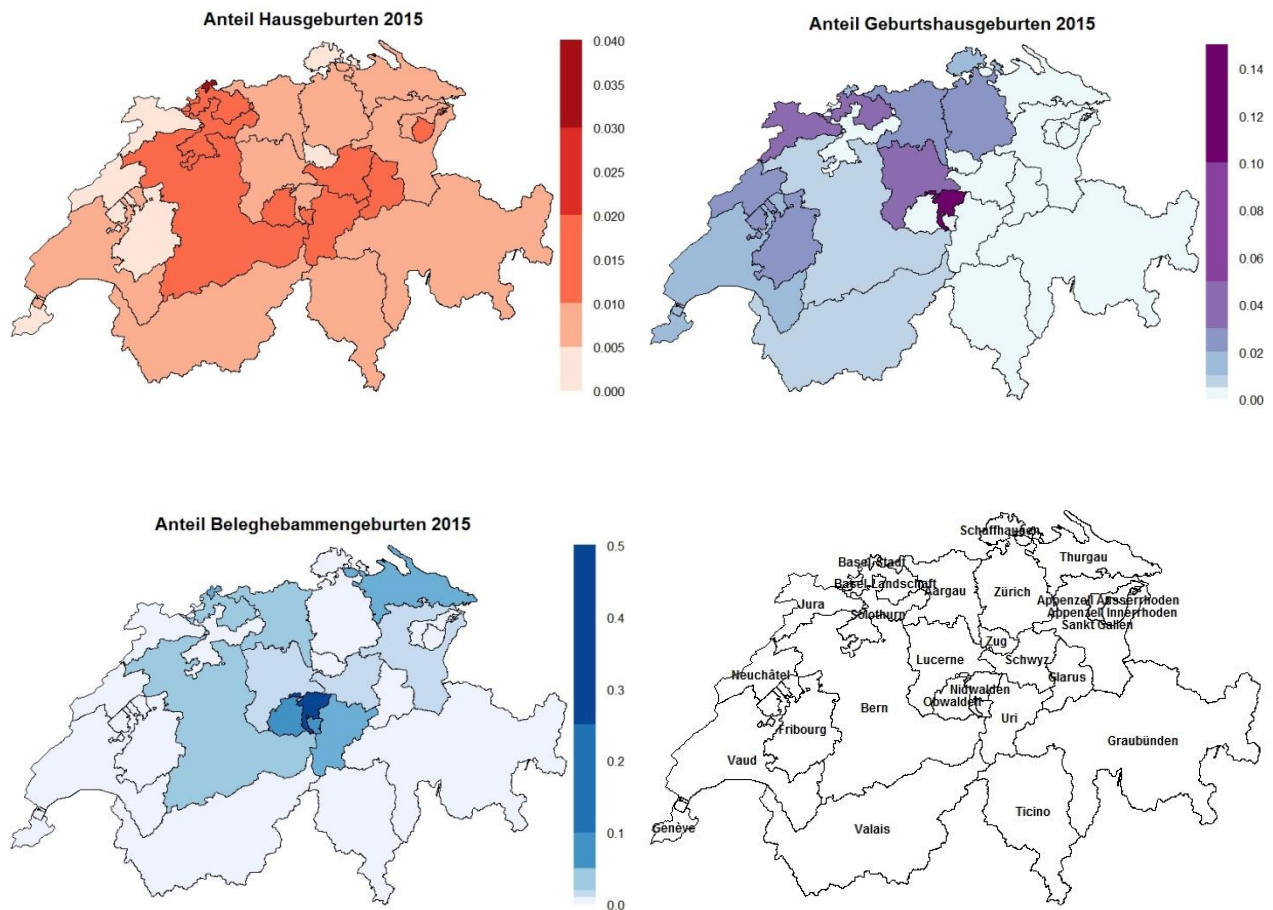 Anteil Hausgeburten 2015
0.040
0.035
0.030
0.025
0.020
0.015
0.010
0.005
0.000
Anteil Geburtshausgeburten 2015
0.14
0.12
0.10
0.08
0.06
0.04
0.02
0.00
Anteil Beleghebammengeburten 2015
0.5
0.4
0.3
0.2
0.1
0.0
Schaffhausen
Thurgau
Basel-Stadt
Basel-Landschaft
Aargau
Zürich
Jura
Solothurn
Appenzell Ausserrhoden
Appenzell Innerrhoden
Sankt Gallen
Zug
Lucerne
Schwyz
Neuchâtel
Glarus
Nidwalden
Obwalden
Bern
Uri
Fribourg
Graubünden
Vaud
Ticino
Genève
Valais